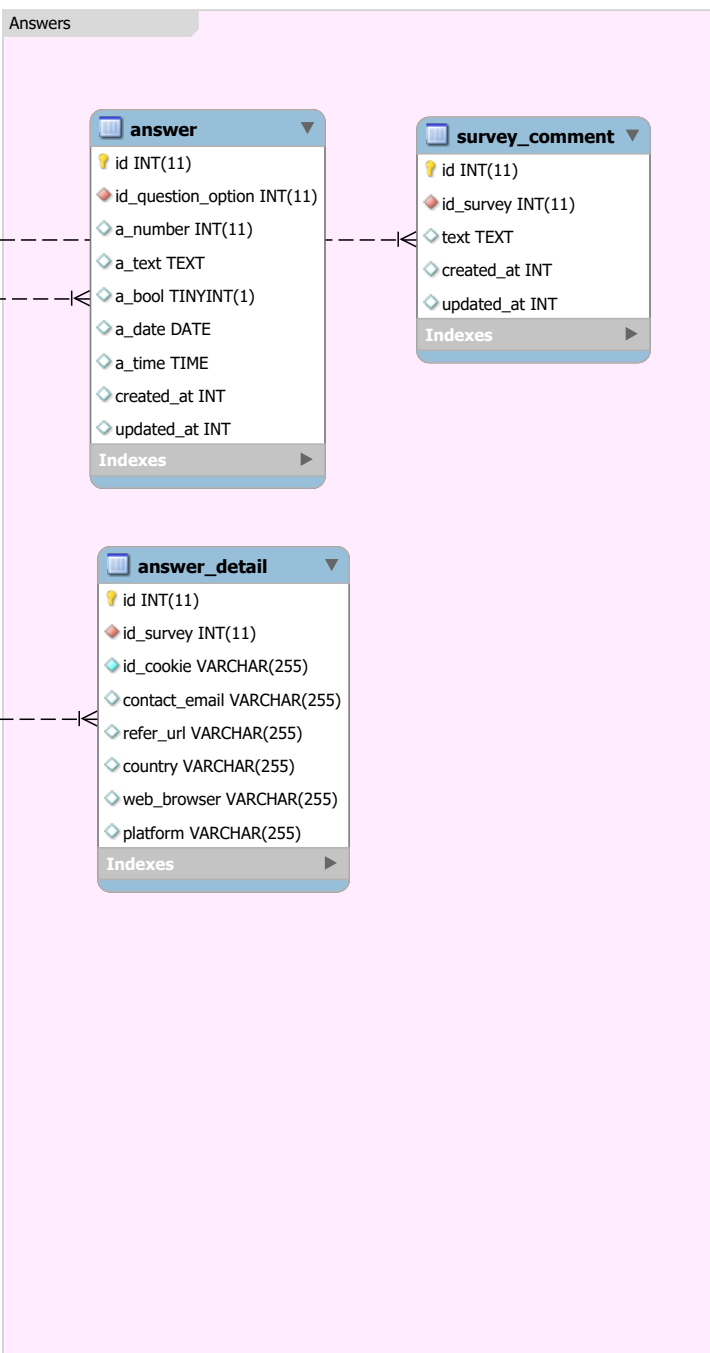 Answers
answer
id INT(11)
id_question_option INT(11)
a_number INT(11)
a_text TEXT
a_bool TINYINT(1)
a_date DATE
a_time TIME
created_at INT
updated_at INT
Indexes
survey_comment
id INT(11)
id_survey INT(11)
text TEXT
created_at INT
updated_at INT
Indexes
answer_detail
id INT(11)
id_survey INT(11)
id_cookie VARCHAR(255)
contact_email VARCHAR(255)
refer_url VARCHAR(255)
country VARCHAR(255)
web_browser VARCHAR(255)
platform VARCHAR(255)
Indexes